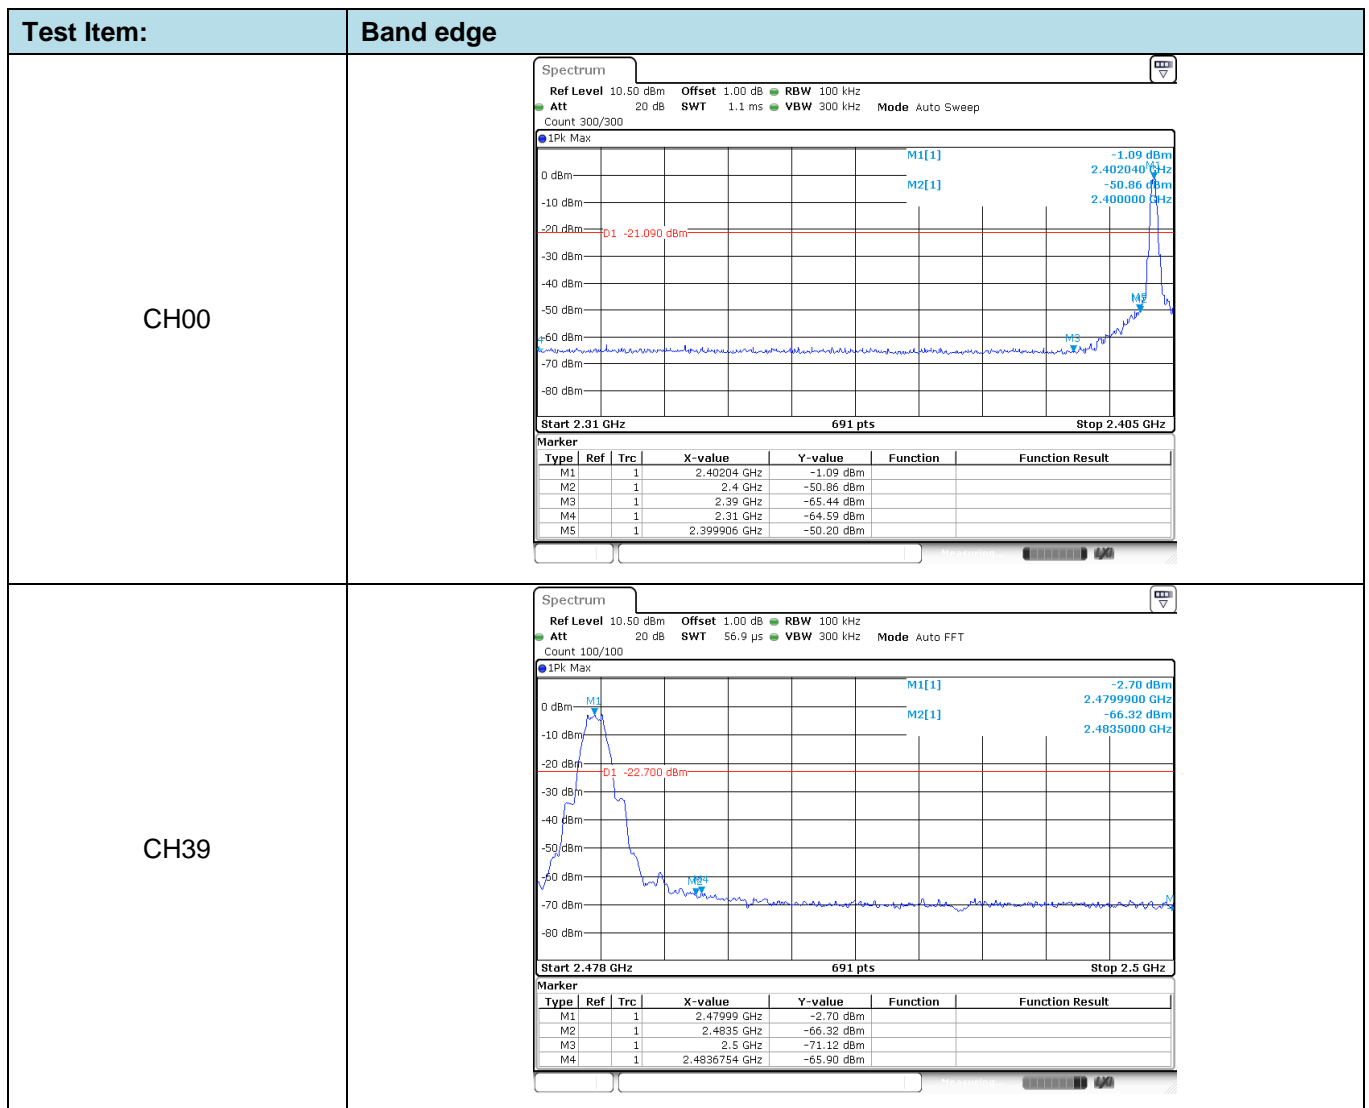 Test Item: Band edge
CH00
Spectrum
Ref Level 10.50 dBm Offset 1.00 dB RBW 100 kHz
Att 20 dB SWT 1.1 ms VBW 300 kHz Mode Auto Sweep
Count 300/300
1Pk Max
M1[1] -1.09 dBm
2.402040 GHz
M2[1] -50.86 dBm
2.400000 GHz
M1
0 dBm
-10 dBm
-20 dBm
D1 -21.090 dBm
-30 dBm
-40 dBm
-50 dBm
-60 dBm
M3
-70 dBm
-80 dBm
Start 2.31 GHz 691 pts Stop 2.405 GHz
Marker
Type Ref Trc X-value Y-value Function Function Result
M1 1 2.40204 GHz -1.09 dBm
M2 1 2.4 GHz -50.86 dBm
M3 1 2.39 GHz -65.44 dBm
M4 1 2.31 GHz -64.59 dBm
M5 1 2.399906 GHz -50.20 dBm
Measuring...
CH39
Spectrum
Ref Level 10.50 dBm Offset 1.00 dB RBW 100 kHz
Att 20 dB SWT 56.9 µs VBW 300 kHz Mode Auto FFT
Count 100/100
1Pk Max
M1[1] -2.70 dBm
2.4799900 GHz
M2[1] -66.32 dBm
2.4835000 GHz
M1
0 dBm
-10 dBm
-20 dBm
D1 -22.700 dBm
-30 dBm
-40 dBm
-50 dBm
-60 dBm
-70 dBm
-80 dBm
Start 2.478 GHz 691 pts Stop 2.5 GHz
Marker
Type Ref Trc X-value Y-value Function Function Result
M1 1 2.47999 GHz -2.70 dBm
M2 1 2.4835 GHz -66.32 dBm
M3 1 2.5 GHz -71.12 dBm
M4 1 2.4836754 GHz -65.90 dBm
Measuring...